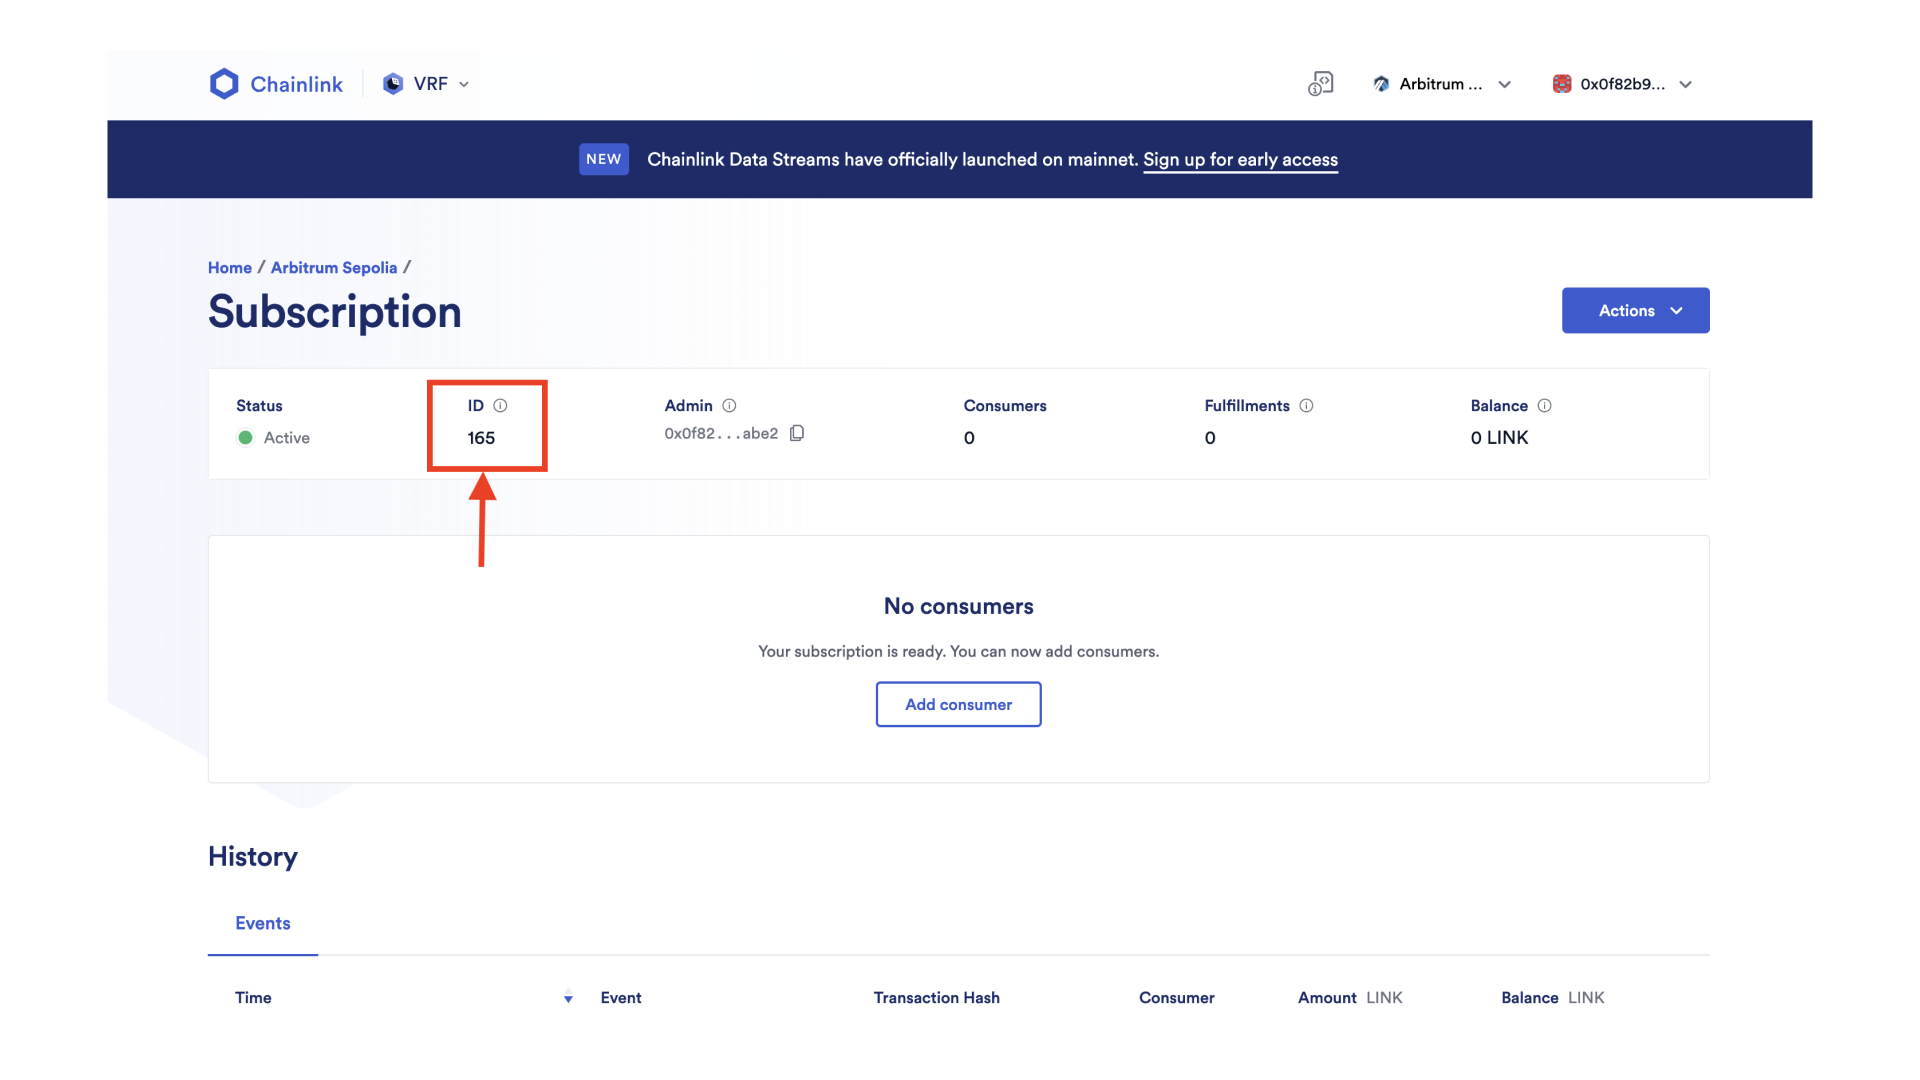 Chainlink VRF Arbitrum ... 0x0f82b9...
NEW Chainlink Data Streams have officially launched on mainnet. Sign up for early access
Home / Arbitrum Sepolia /
Subscription
Actions
Status ID Admin Consumers Fulfillments Balance
Active 165 0x0f82...abe2 0 0 0 LINK
No consumers
Your subscription is ready. You can now add consumers.
Add consumer
History
Events
Time Event Transaction Hash Consumer Amount LINK Balance LINK